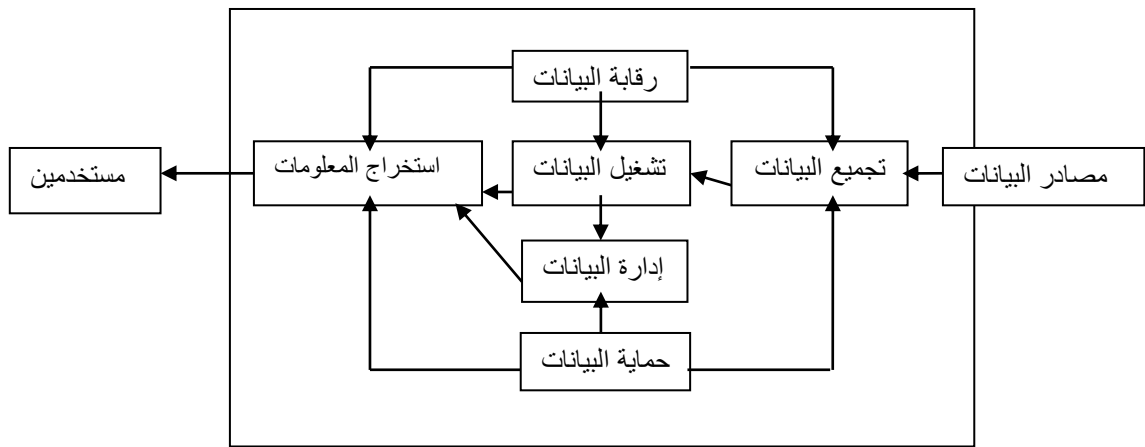 رقابة البيانات
مصادر البيانات
تجميع البيانات
تشغيل البيانات
استخراج المعلومات
مستخدمين
إدارة البيانات
حماية البيانات